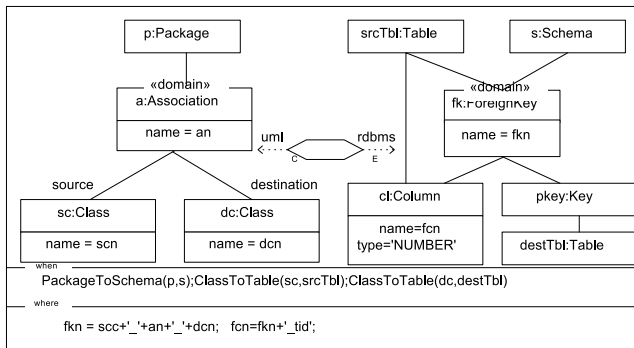 p:Package
srcTbl:Table
s:Schema
«domain»
a:Association
name = an
«domain»
fk:ForeignKey
name = fkn
uml
rdbms
C
E
source
destination
sc:Class
name = scn
dc:Class
name = dcn
cl:Column
name=fcn
type='NUMBER'
pkey:Key
destTbl:Table
when
PackageToSchema(p,s);ClassToTable(sc,srcTbl);ClassToTable(dc,destTbl)
where
fkn = scc+'_'+an+'_'+dcn; fcn=fkn+'_tid';